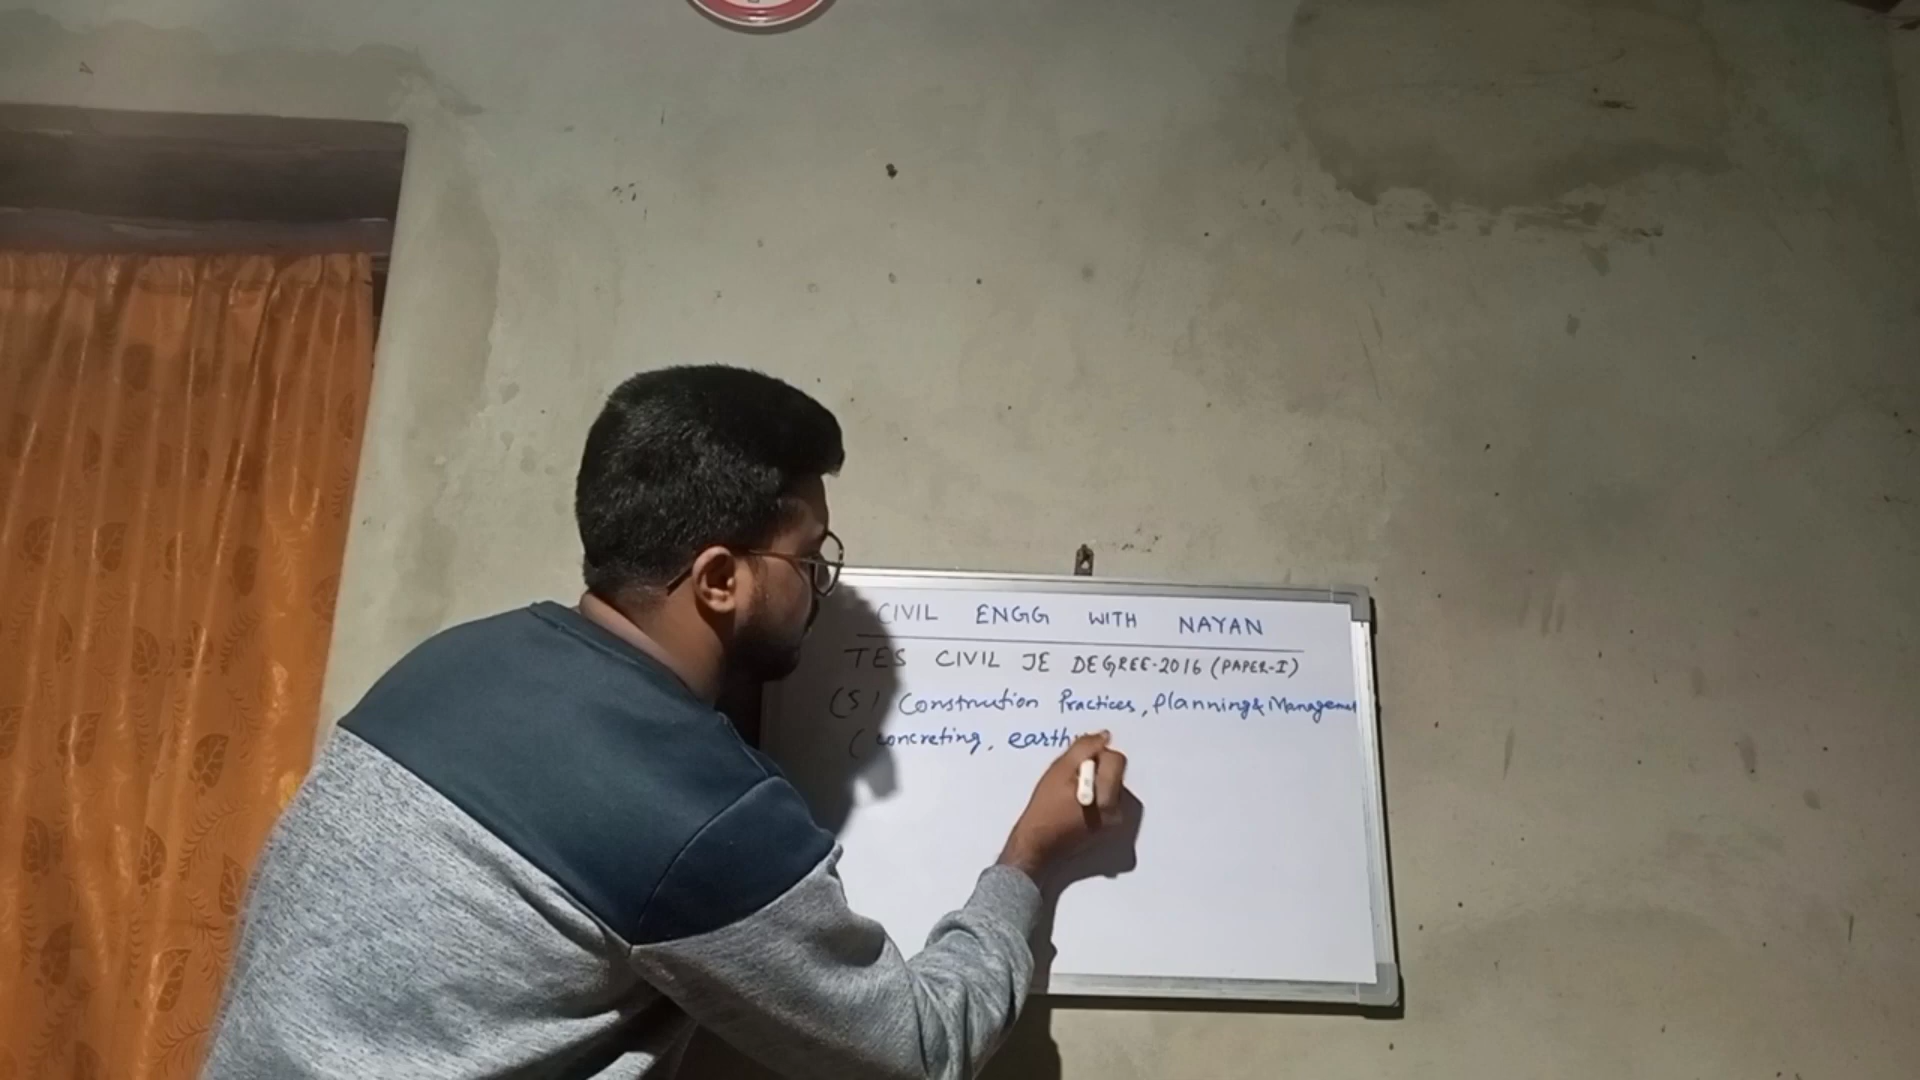 CIVIL ENGG WITH NAYAN
TES CIVIL JE DEGREE-2016 (PAPER-I)
(5) Construction Practices, Planning & Management
(concreting, earth